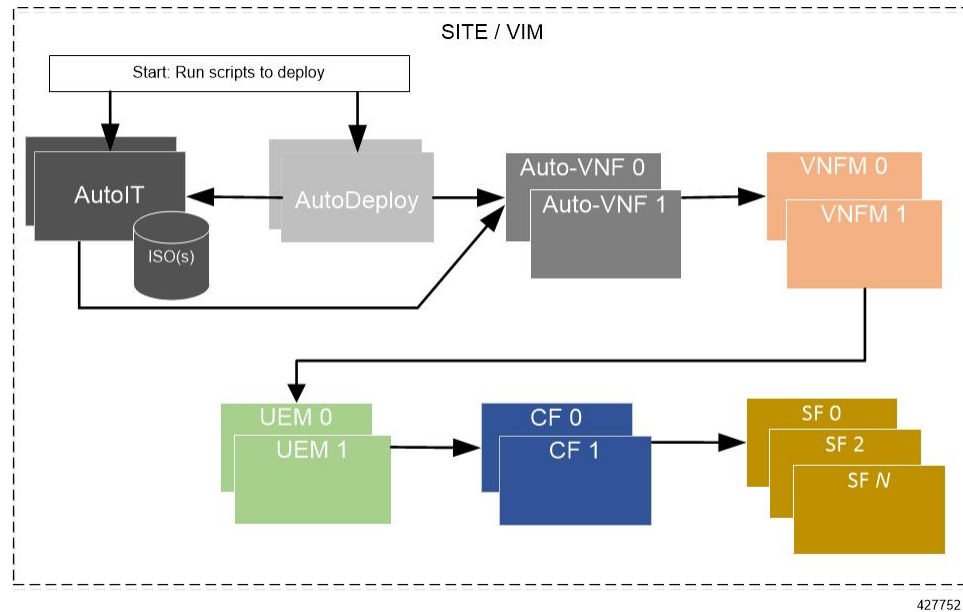 SITE / VIM
Start: Run scripts to deploy
AutoIT
ISO(s)
AutoDeploy
Auto-VNF 0
Auto-VNF 1
VNFM 0
VNFM 1
UEM 0
UEM 1
CF 0
CF 1
SF 0
SF 2
SF N
427752